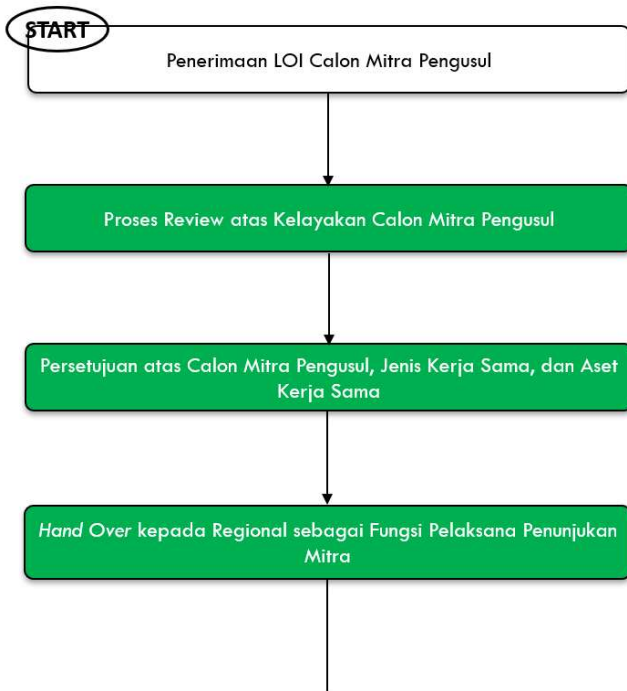 START
Penerimaan LOI Calon Mitra Pengusul
Proses Review atas Kelayakan Calon Mitra Pengusul
Persetujuan atas Calon Mitra Pengusul, Jenis Kerja Sama, dan Aset
Kerja Sama
Hand Over kepada Regional sebagai Fungsi Pelaksana Penunjukan
Mitra